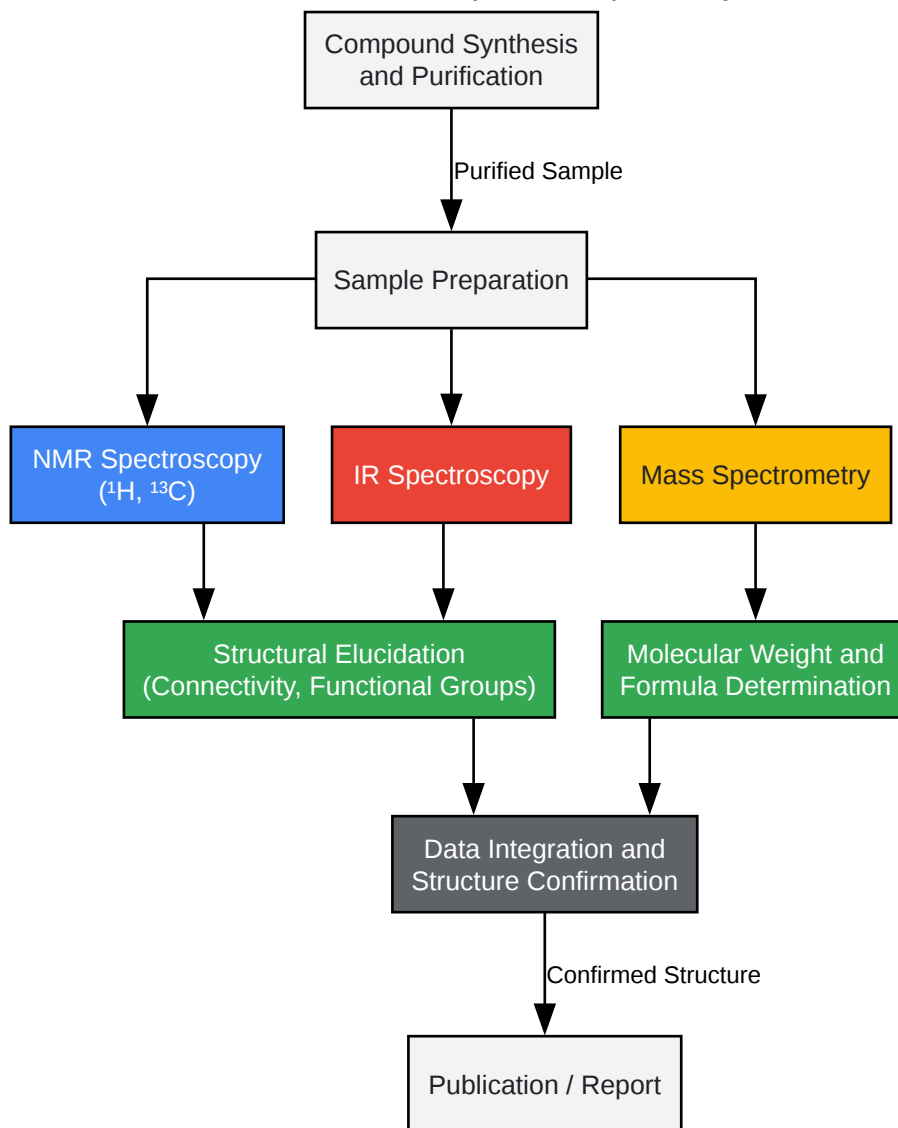 Compound Synthesis
and Purification
Purified Sample
Sample Preparation
NMR Spectroscopy
(¹H, ¹³C)
IR Spectroscopy
Mass Spectrometry
Structural Elucidation
(Connectivity, Functional Groups)
Molecular Weight and
Formula Determination
Data Integration and
Structure Confirmation
Confirmed Structure
Publication / Report